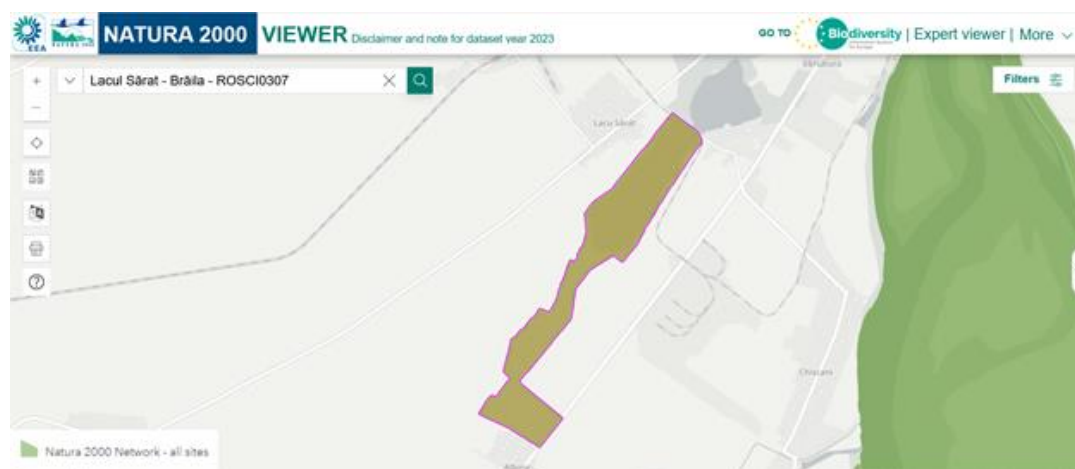 NATURA 2000 VIEWER Disclaimer and note for dataset year 2023
GO TO Biodiversity | Expert viewer | More
EEA
Lacul Sărat - Brăila - ROSCI0307
Filters
Lacu Sărat
Chiscani
Natura 2000 Network - all sites